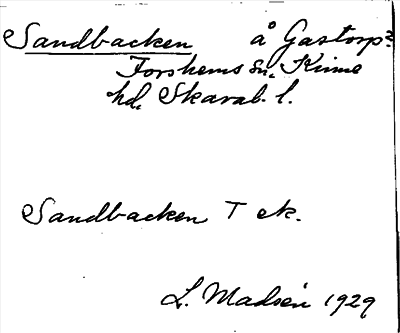 Sandbacken å Gastorp?
Forshems sn. Kinne
hd. Skarab. l.
Sandbacken T ek.
L. Madsén 1929